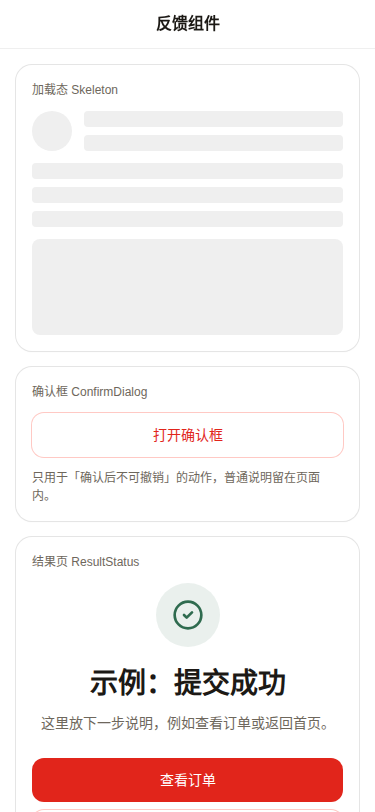 反馈组件
加载态 Skeleton
确认框 ConfirmDialog
打开确认框
只用于「确认后不可撤销」的动作，普通说明留在页面
内。
结果页 ResultStatus
示例：提交成功
这里放下一步说明，例如查看订单或返回首页。
查看订单